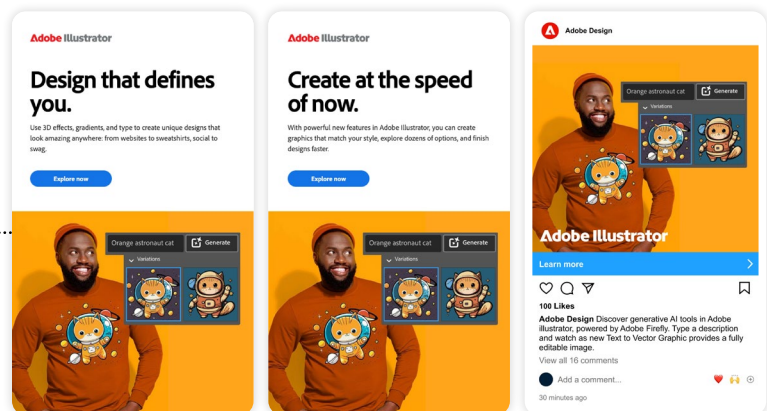 Adobe Illustrator
Design that defines
you.
Use 3D effects, gradients, and type to create unique designs that
look amazing anywhere: from websites to sweatshirts, social to
swag.
Explore now
Orange astronaut cat
Generate
Variations
Adobe Illustrator
Create at the speed
of now.
With powerful new features in Adobe Illustrator, you can create
graphics that match your style, explore dozens of options, and finish
designs faster.
Explore now
Orange astronaut cat
Generate
Variations
Adobe Design
Orange astronaut cat
Generate
Variations
Adobe Illustrator
Learn more
100 Likes
Adobe Design Discover generative AI tools in Adobe
illustrator, powered by Adobe Firefly. Type a description
and watch as new Text to Vector Graphic provides a fully
editable image.
View all 16 comments
Add a comment...
30 minutes ago